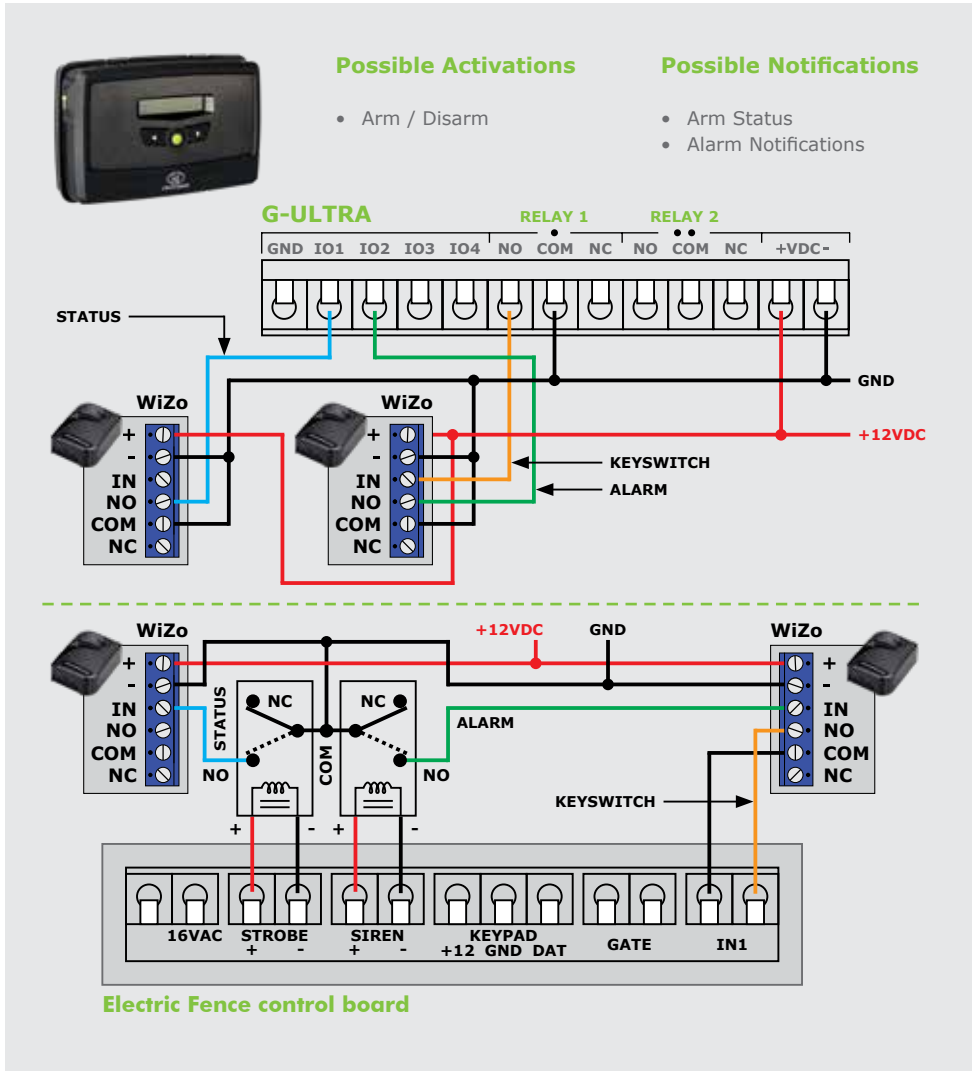 Possible Activations
• Arm / Disarm
Possible Notifications
• Arm Status
• Alarm Notifications
G-ULTRA
RELAY 1
RELAY 2
GND IO1 IO2 IO3 IO4 NO COM NC NO COM NC +VDC-
STATUS
GND
WiZo
+
-
IN
NO
COM
NC
WiZo
+
-
IN
NO
COM
NC
+12VDC
KEYSWITCH
ALARM
WiZo
+
-
IN
NO
COM
NC
+12VDC
GND
WiZo
+
-
IN
NO
COM
NC
STATUS
NC
NO
COM
NC
NO
ALARM
KEYSWITCH
+ - + -
16VAC
STROBE
+ -
SIREN
+ -
KEYPAD
+12 GND DAT
GATE
IN1
Electric Fence control board